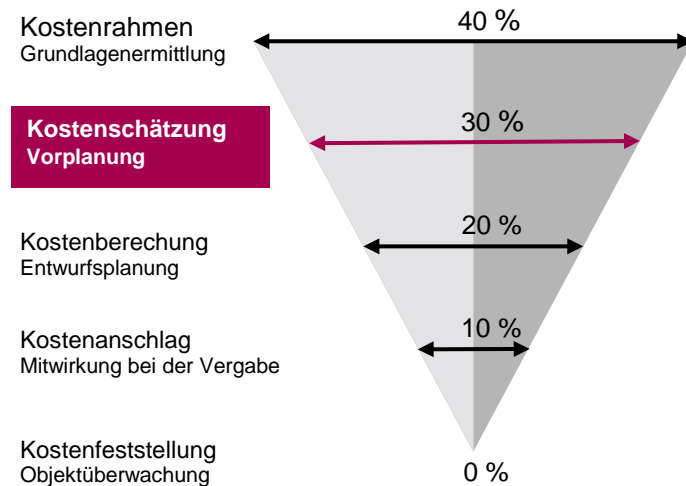 Kostenrahmen
Grundlagenermittlung
40 %
Kostenschätzung
Vorplanung
30 %
Kostenberechung
Entwurfsplanung
20 %
Kostenanschlag
Mitwirkung bei der Vergabe
10 %
Kostenfeststellung
Objektüberwachung
0 %